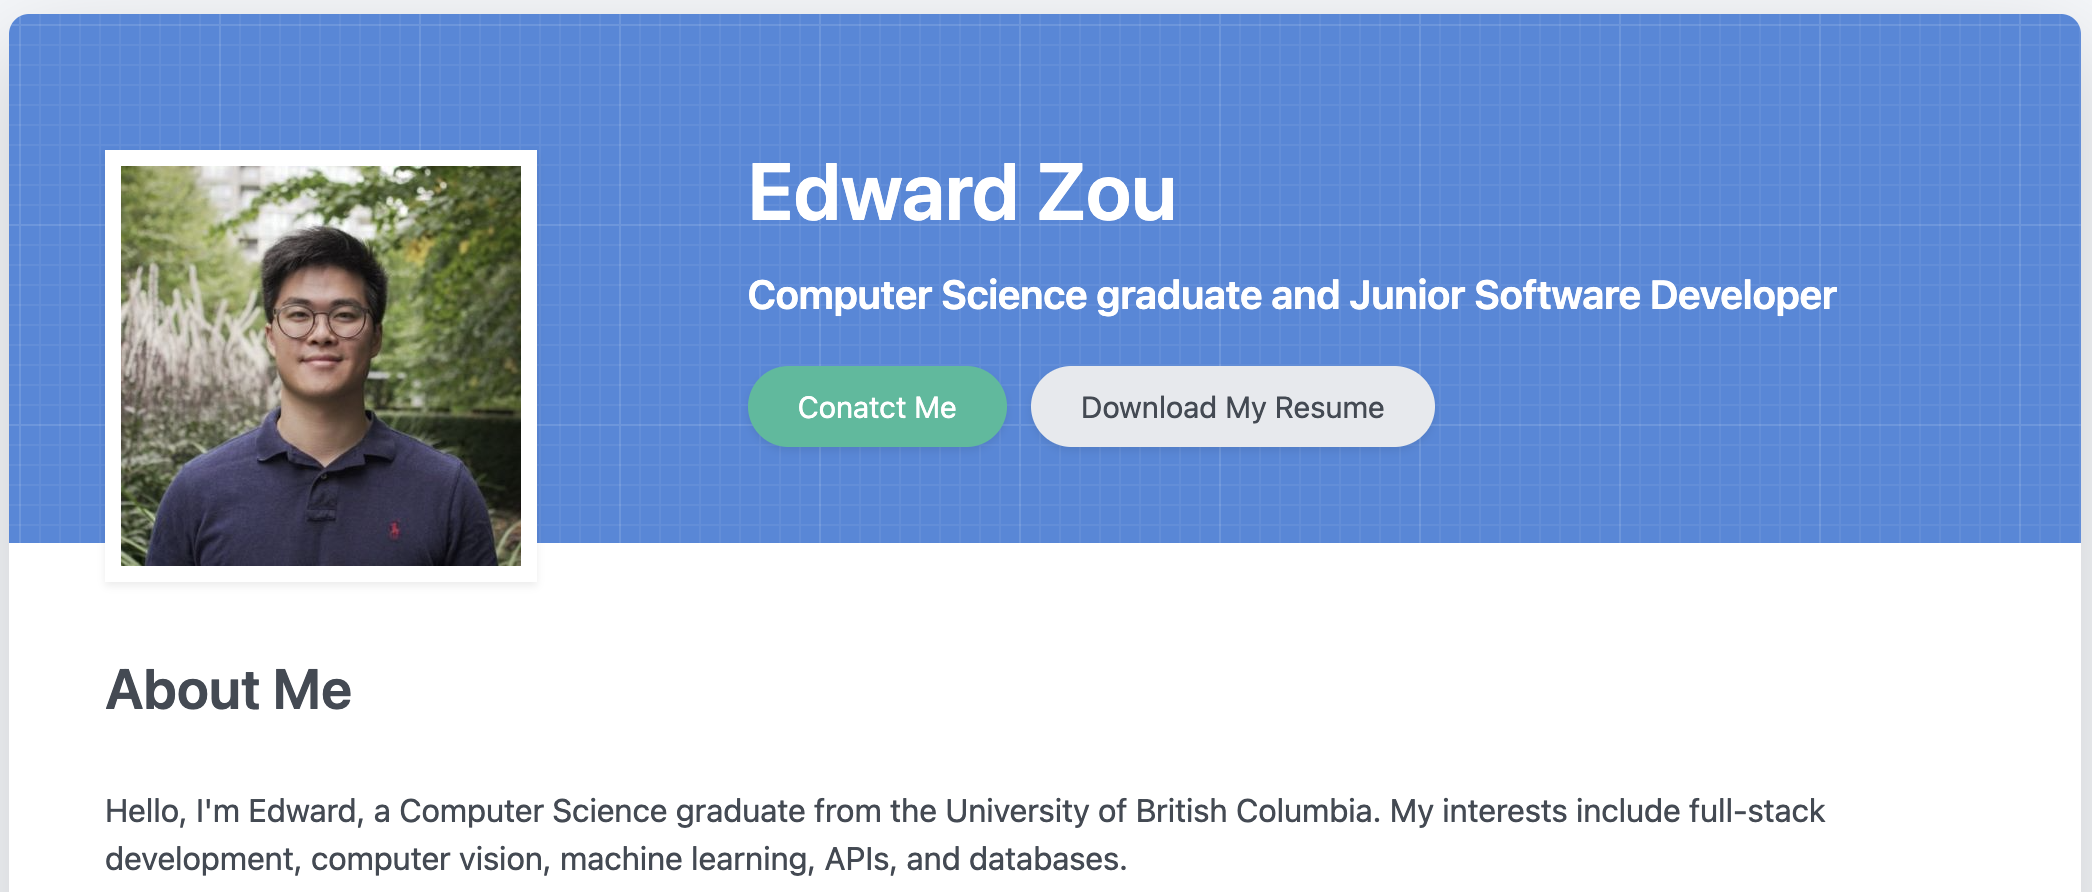 Edward Zou
Computer Science graduate and Junior Software Developer
Conatct Me
Download My Resume
About Me
Hello, I'm Edward, a Computer Science graduate from the University of British Columbia. My interests include full-stack
development, computer vision, machine learning, APIs, and databases.